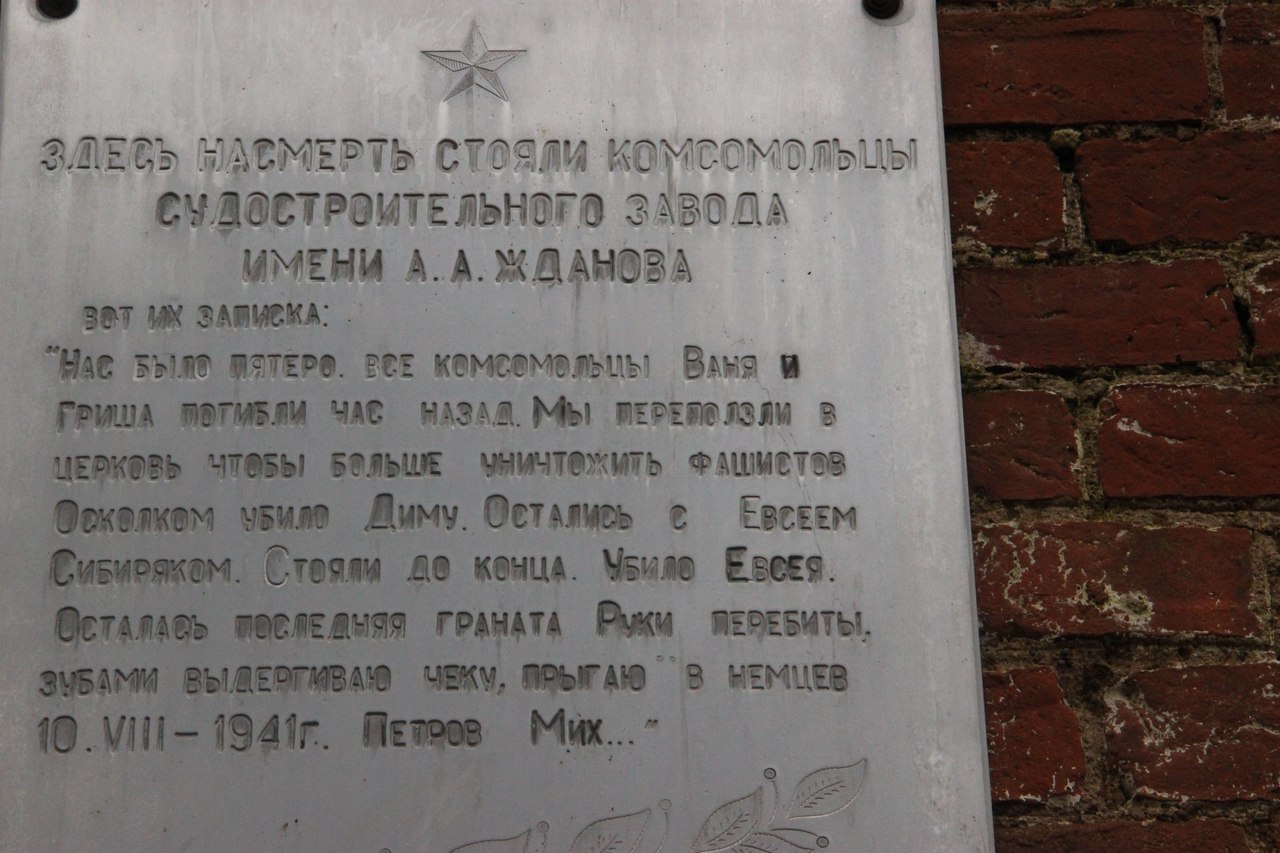 ЗДЕСЬ НАСМЕРТЬ СТОЯЛИ КОМСОМОЛЬЦЫ
СУДОСТРОИТЕЛЬНОГО ЗАВОДА
ИМЕНИ А.А.ЖДАНОВА
ВОТ ИХ ЗАПИСКА:
"НАС БЫЛО ПЯТЕРО. ВСЕ КОМСОМОЛЬЦЫ ВАНЯ И
ГРИША ПОГИБЛИ ЧАС НАЗАД. МЫ ПЕРЕПОЛЗЛИ В
ЦЕРКОВЬ ЧТОБЫ БОЛЬШЕ УНИЧТОЖИТЬ ФАШИСТОВ
ОСКОЛКОМ УБИЛО ДИМУ. ОСТАЛИСЬ С ЕВСЕЕМ
СИБИРЯКОМ. СТОЯЛИ ДО КОНЦА. УБИЛО ЕВСЕЯ.
ОСТАЛАСЬ ПОСЛЕДНЯЯ ГРАНАТА РУКИ ПЕРЕБИТЫ,
ЗУБАМИ ВЫДЕРГИВАЮ ЧЕКУ, ПРЫГАЮ В НЕМЦЕВ
10.VIII-1941г. ПЕТРОВ МИХ..."